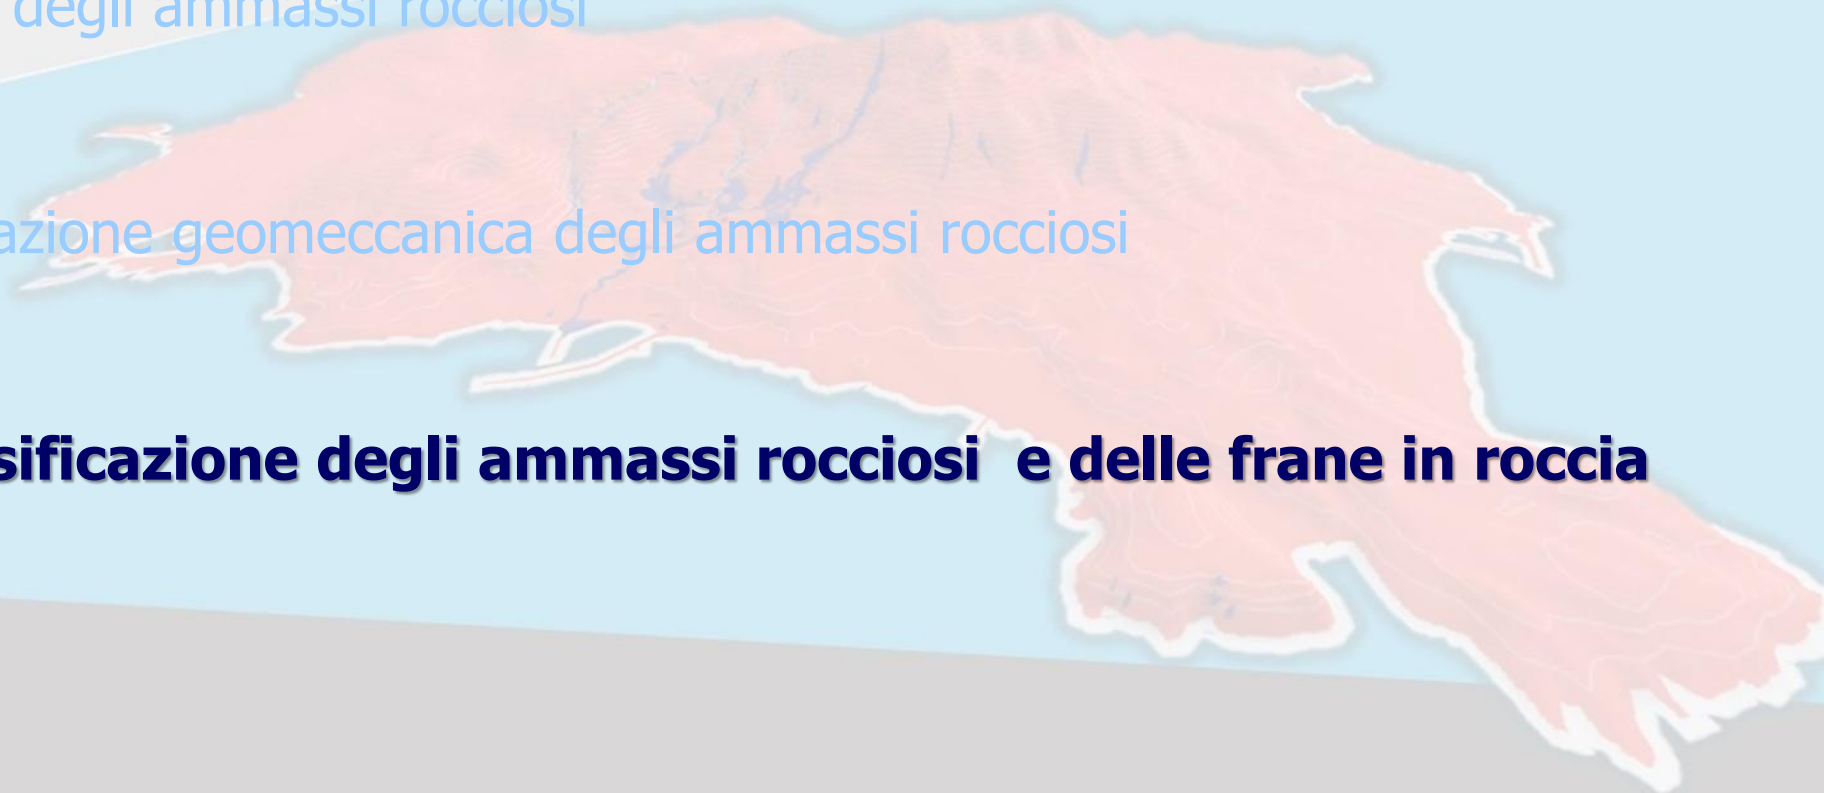 degli ammassi rocciosi
azione geomeccanica degli ammassi rocciosi
sificazione degli ammassi rocciosi e delle frane in roccia